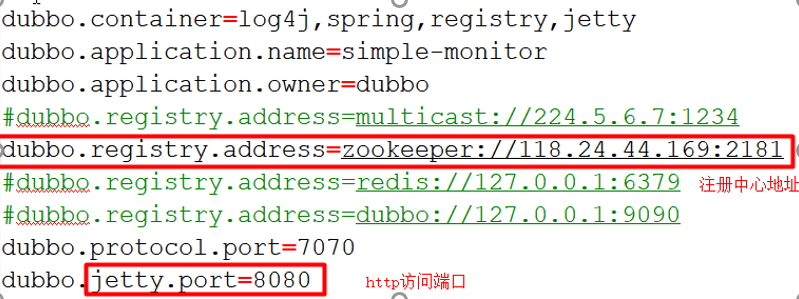 dubbo.container=log4j,spring,registry,jetty
dubbo.application.name=simple-monitor
dubbo.application.owner=dubbo
#dubbo.registry.address=multicast://224.5.6.7:1234
dubbo.registry.address=zookeeper://118.24.44.169:2181
#dubbo.registry.address=redis://127.0.0.1:6379 注册中心地址
#dubbo.registry.address=dubbo://127.0.0.1:9090
dubbo.protocol.port=7070
dubbo.jetty.port=8080 http访问端口